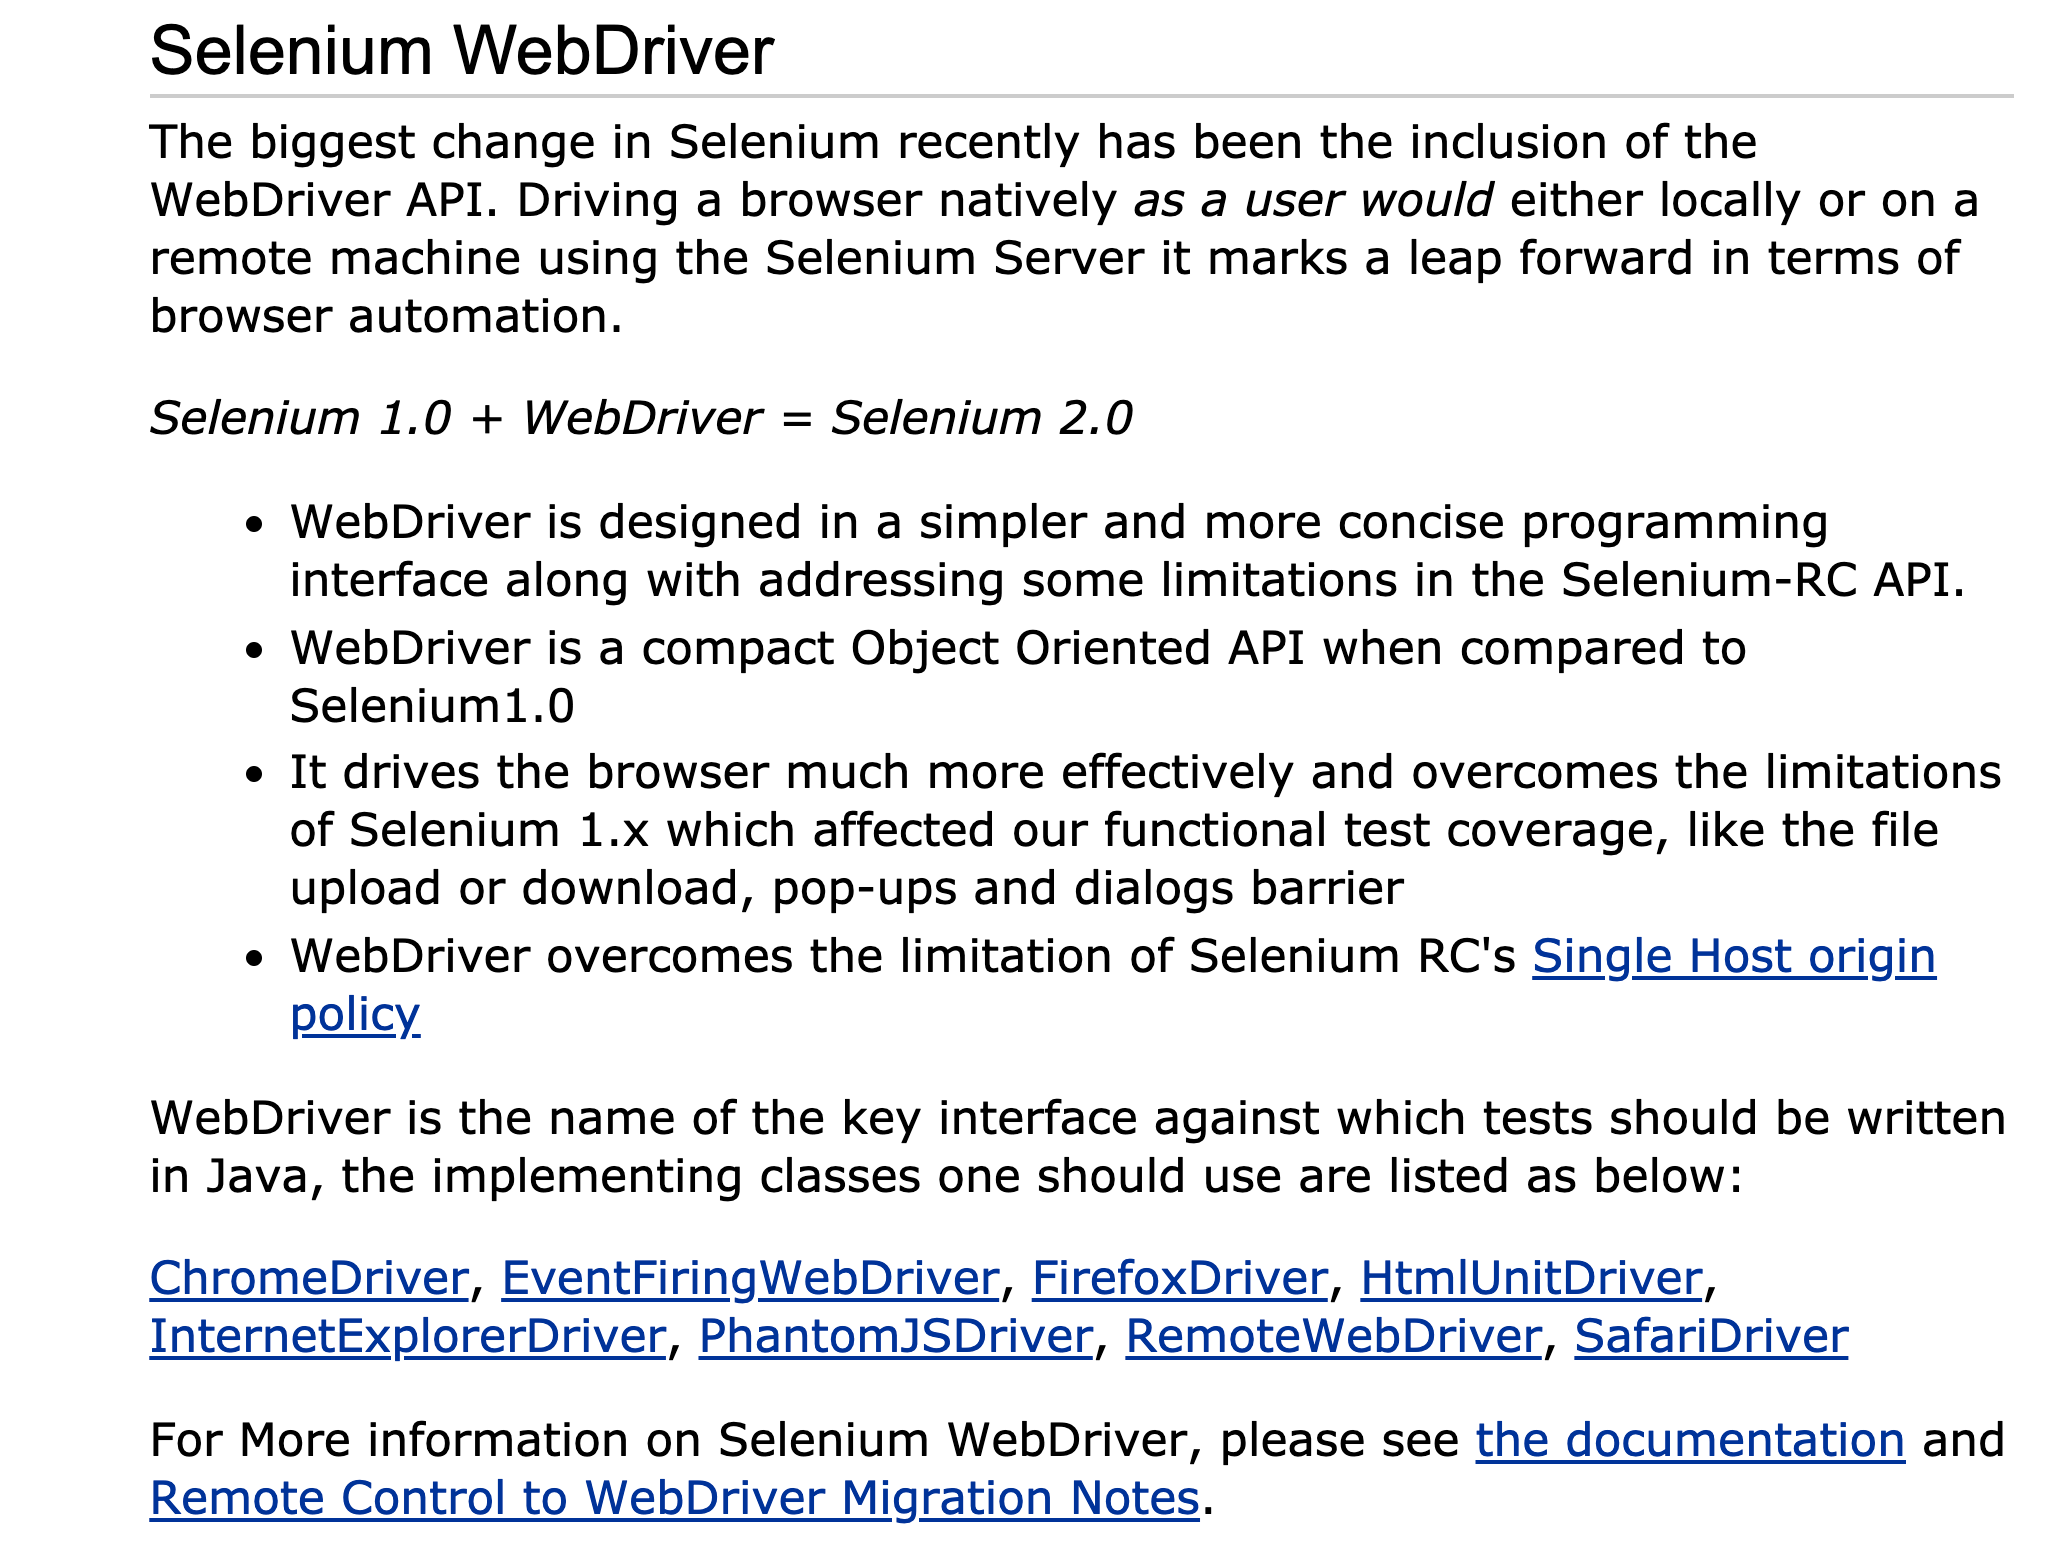 Selenium WebDriver
The biggest change in Selenium recently has been the inclusion of the
WebDriver API. Driving a browser natively as a user would either locally or on a
remote machine using the Selenium Server it marks a leap forward in terms of
browser automation.
Selenium 1.0 + WebDriver = Selenium 2.0
• WebDriver is designed in a simpler and more concise programming
interface along with addressing some limitations in the Selenium-RC API.
• WebDriver is a compact Object Oriented API when compared to
Selenium1.0
• It drives the browser much more effectively and overcomes the limitations
of Selenium 1.x which affected our functional test coverage, like the file
upload or download, pop-ups and dialogs barrier
• WebDriver overcomes the limitation of Selenium RC's Single Host origin
policy
WebDriver is the name of the key interface against which tests should be written
in Java, the implementing classes one should use are listed as below:
ChromeDriver, EventFiringWebDriver, FirefoxDriver, HtmlUnitDriver,
InternetExplorerDriver, PhantomJSDriver, RemoteWebDriver, SafariDriver
For More information on Selenium WebDriver, please see the documentation and
Remote Control to WebDriver Migration Notes.